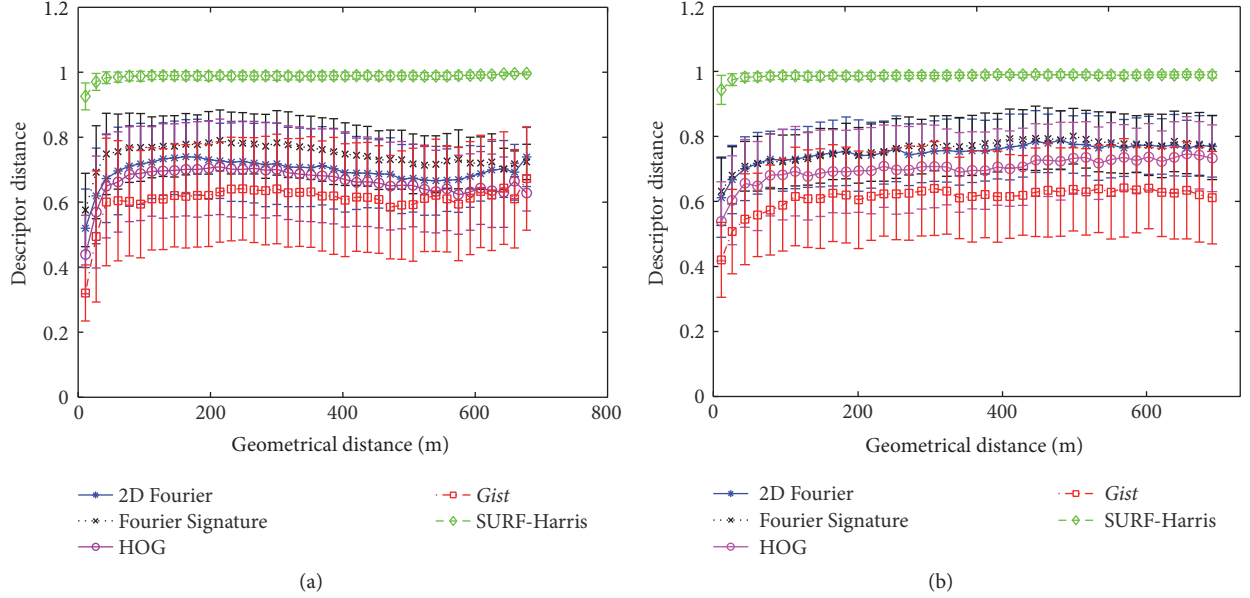 1.2
1
0.8
0.6
0.4
0.2
0
Descriptor distance
0 200 400 600 800
Geometrical distance (m)
2D Fourier
Fourier Signature
HOG
Gist
SURF-Harris
(a)
1.2
1
0.8
0.6
0.4
0.2
0
Descriptor distance
0 200 400 600
Geometrical distance (m)
2D Fourier
Fourier Signature
HOG
Gist
SURF-Harris
(b)